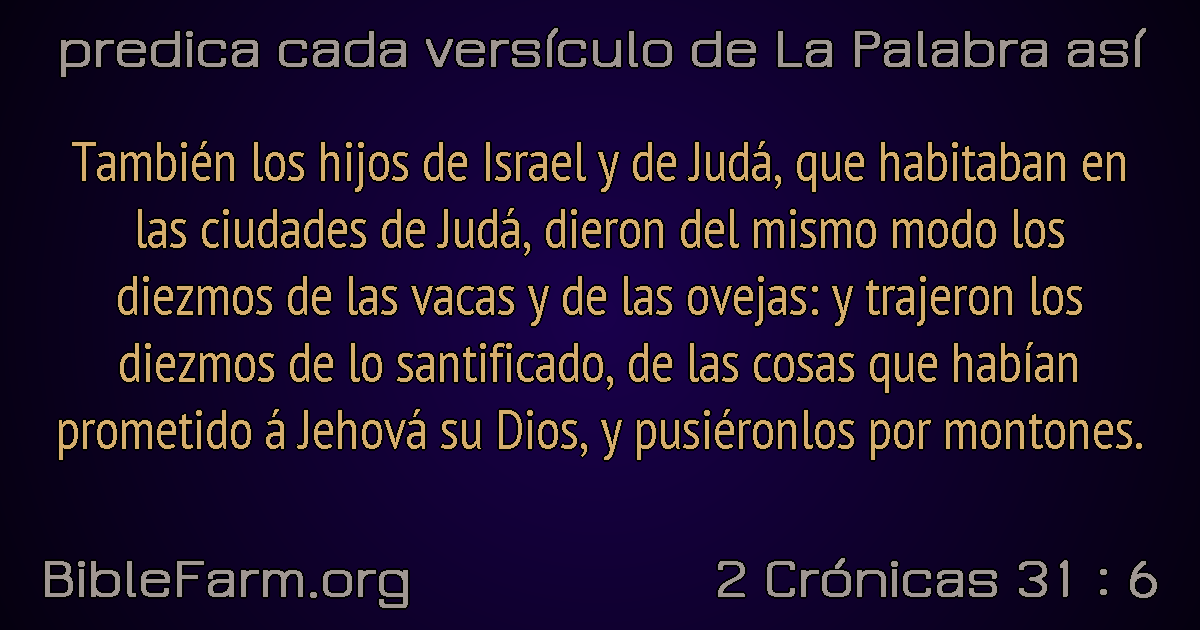 predica cada versículo de La Palabra así
También los hijos de Israel y de Judá, que habitaban en
las ciudades de Judá, dieron del mismo modo los
diezmos de las vacas y de las ovejas: y trajeron los
diezmos de lo santificado, de las cosas que habían
prometido á Jehová su Dios, y pusiéronlos por montones.
BibleFarm.org
2 Crónicas 31 : 6